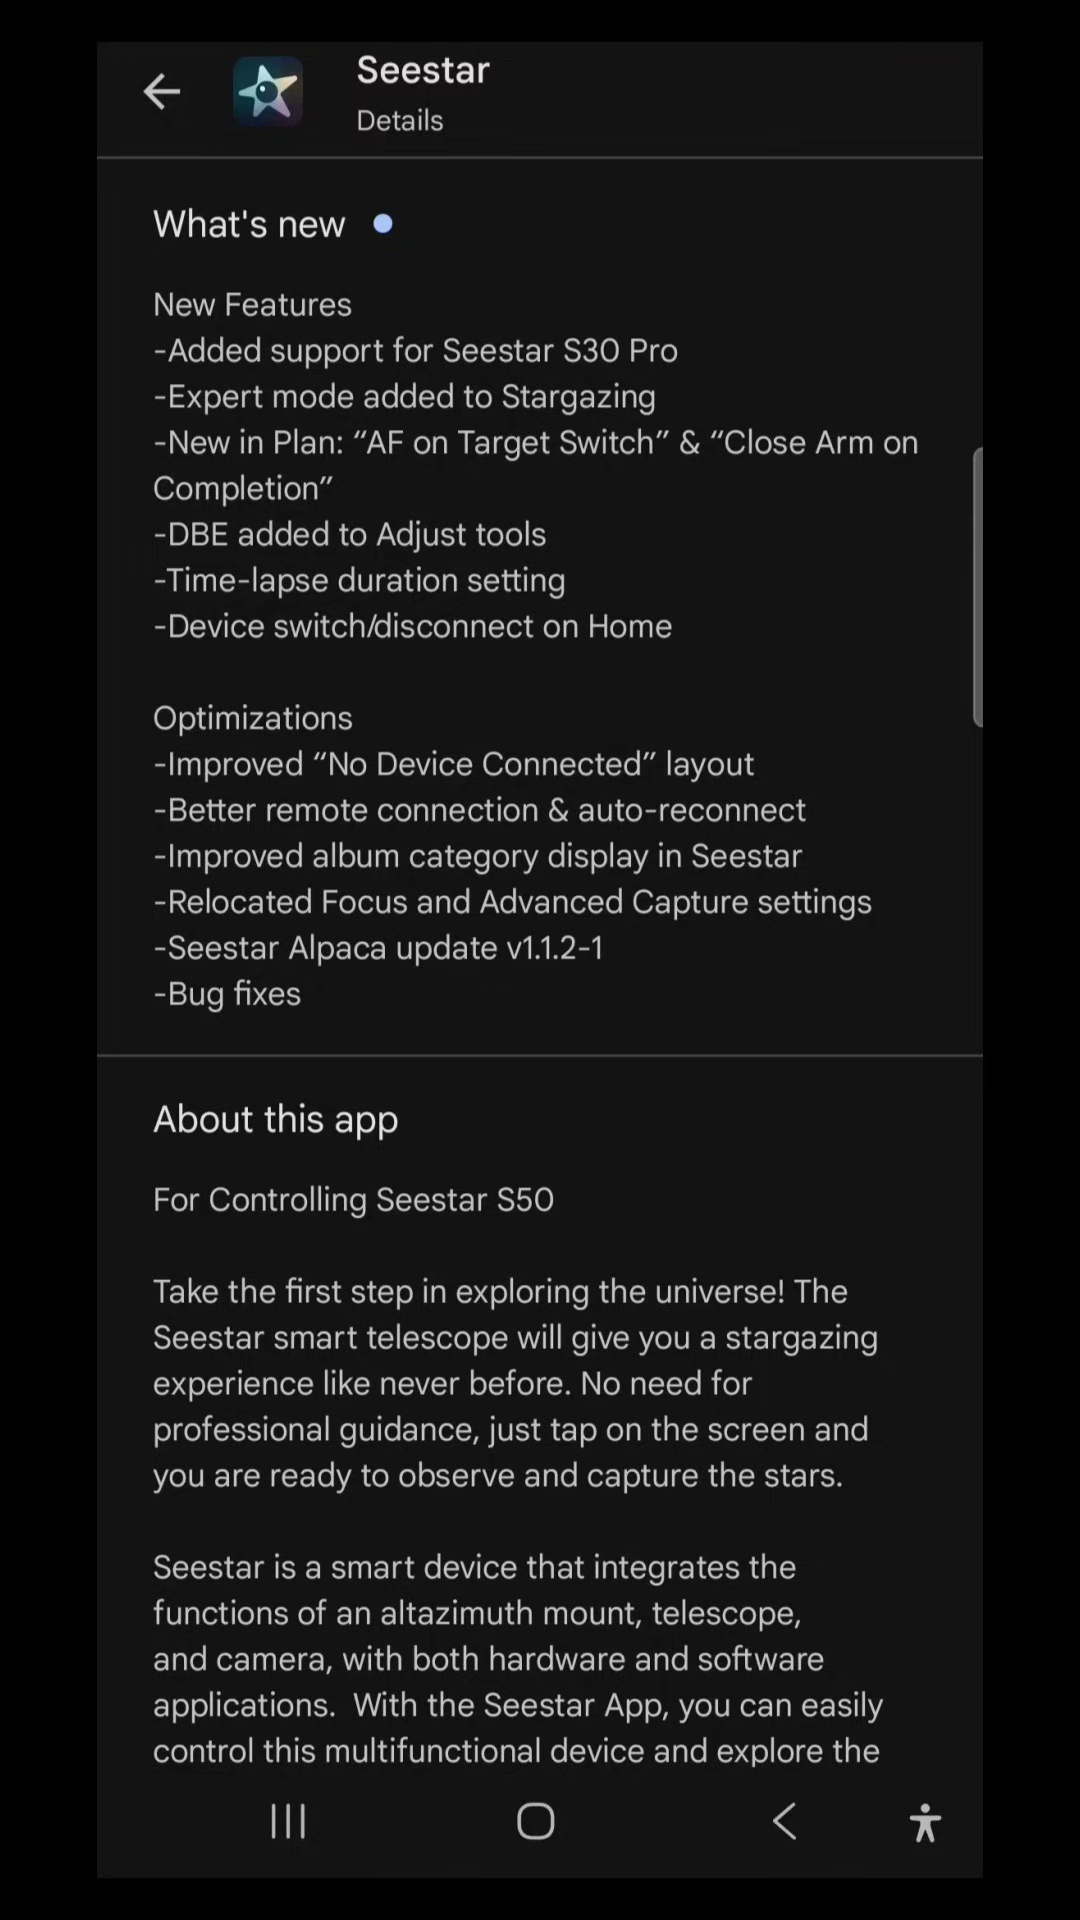 Seestar
Details
What's new
New Features
-Added support for Seestar S30 Pro
-Expert mode added to Stargazing
-New in Plan: “AF on Target Switch” & “Close Arm on
Completion”
-DBE added to Adjust tools
-Time-lapse duration setting
-Device switch/disconnect on Home
Optimizations
-Improved “No Device Connected” layout
-Better remote connection & auto-reconnect
-Improved album category display in Seestar
-Relocated Focus and Advanced Capture settings
-Seestar Alpaca update v1.1.2-1
-Bug fixes
About this app
For Controlling Seestar S50
Take the first step in exploring the universe! The
Seestar smart telescope will give you a stargazing
experience like never before. No need for
professional guidance, just tap on the screen and
you are ready to observe and capture the stars.
Seestar is a smart device that integrates the
functions of an altazimuth mount, telescope,
and camera, with both hardware and software
applications.  With the Seestar App, you can easily
control this multifunctional device and explore the